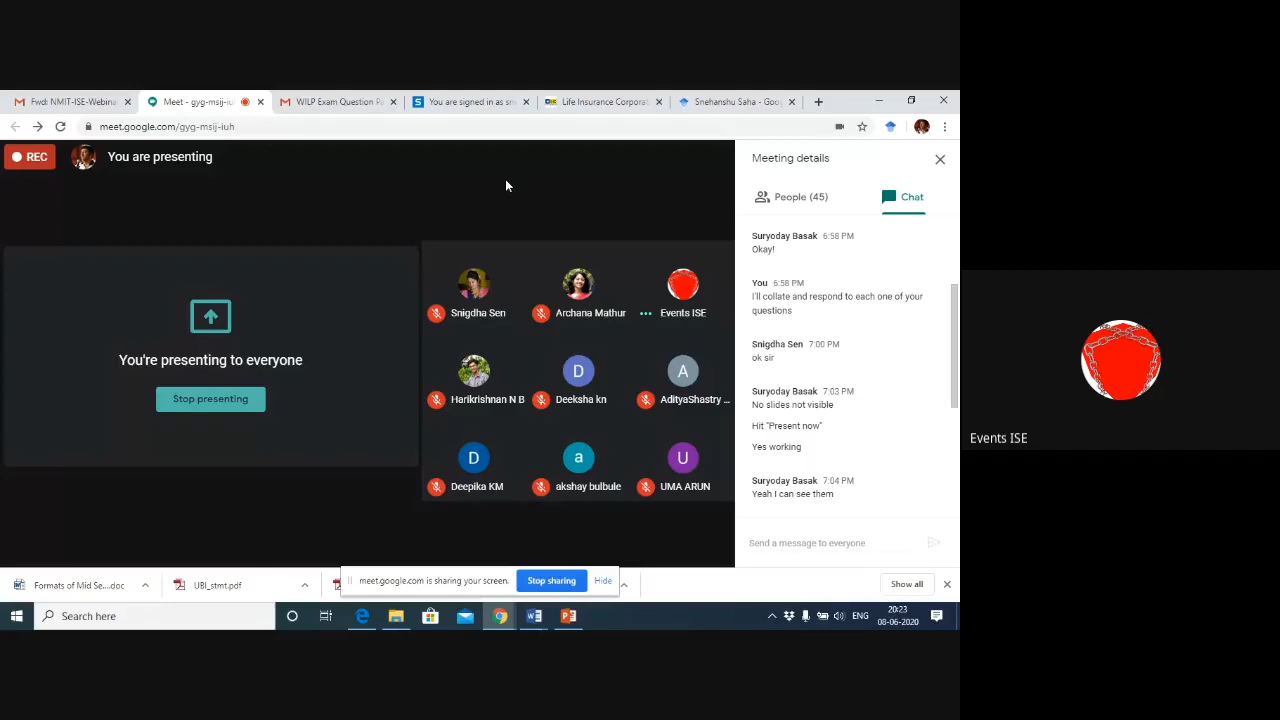 Fwd: NMIT-ISE-Webina
Meet - gyg-msij-iuh
WILP Exam Question Pa
You are signed in as sn
Life Insurance Corporat
Snehanshu Saha - Goo
meet.google.com/gyg-msij-iuh
REC
You are presenting
You're presenting to everyone
Stop presenting
Snigdha Sen
Archana Mathur
Events ISE
Harikrishnan N B
D
Deeksha kn
A
AdityaShastry ...
D
Deepika KM
a
akshay bulbule
U
UMA ARUN
Meeting details
People (45)
Chat
Suryoday Basak 6:58 PM
Okay!
You 6:58 PM
I'll collate and respond to each one of your
questions
Snigdha Sen 7:00 PM
ok sir
Suryoday Basak 7:03 PM
No slides not visible
Hit "Present now"
Yes working
Suryoday Basak 7:04 PM
Yeah I can see them
Send a message to everyone
Events ISE
Formats of Mid Se....doc
UBI_stmt.pdf
meet.google.com is sharing your screen.
Stop sharing
Hide
Show all
Search here
ENG
20:23
08-06-2020